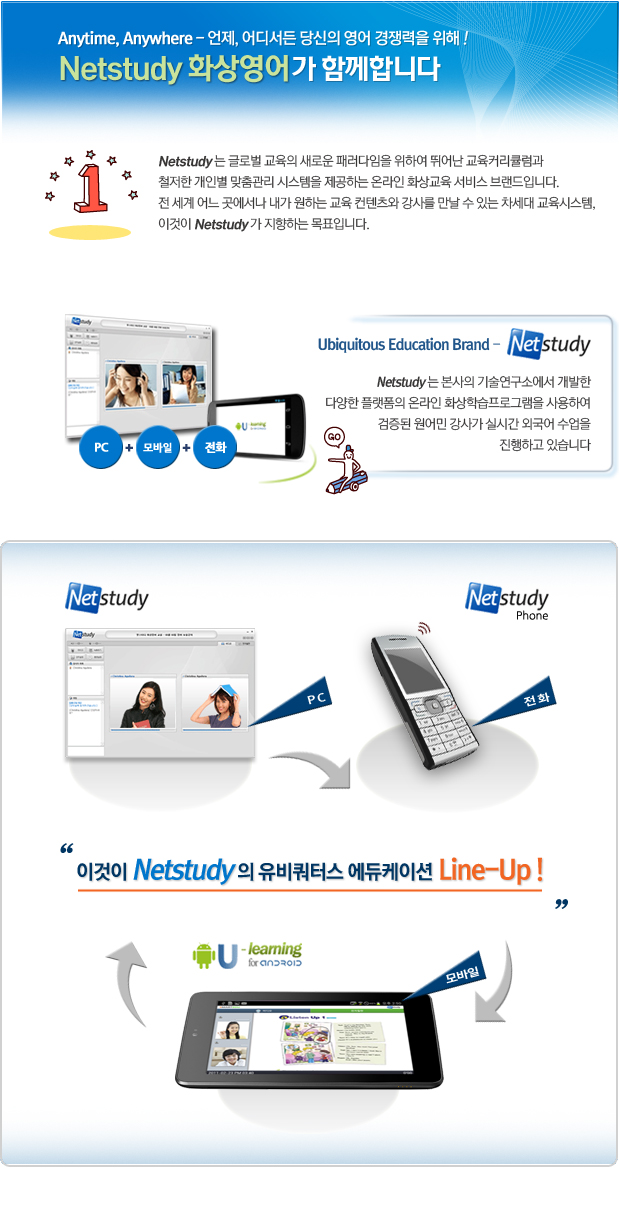 Anytime, Anywhere – 언제, 어디서든 당신의 영어 경쟁력을 위해 !
Netstudy 화상영어가 함께합니다
1
Netstudy 는 글로벌 교육의 새로운 패러다임을 위하여 뛰어난 교육커리큘럼과
철저한 개인별 맞춤관리 시스템을 제공하는 온라인 화상교육 서비스 브랜드입니다.
전 세계 어느 곳에서나 내가 원하는 교육 컨텐츠와 강사를 만날 수 있는 차세대 교육시스템,
이것이 Netstudy 가 지향하는 목표입니다.
Netstudy
U-learning
for android
PC + 모바일 + 전화
Ubiquitous Education Brand – Netstudy
Netstudy 는 본사의 기술연구소에서 개발한
다양한 플랫폼의 온라인 화상학습프로그램을 사용하여
검증된 원어민 강사가 실시간 외국어 수업을
진행하고 있습니다
GO
Netstudy
Netstudy
Phone
Netstudy
PC
전화
“ 이것이 Netstudy 의 유비쿼터스 에듀케이션 Line-Up ! ”
U-learning
for android
모바일
Listen Up 1